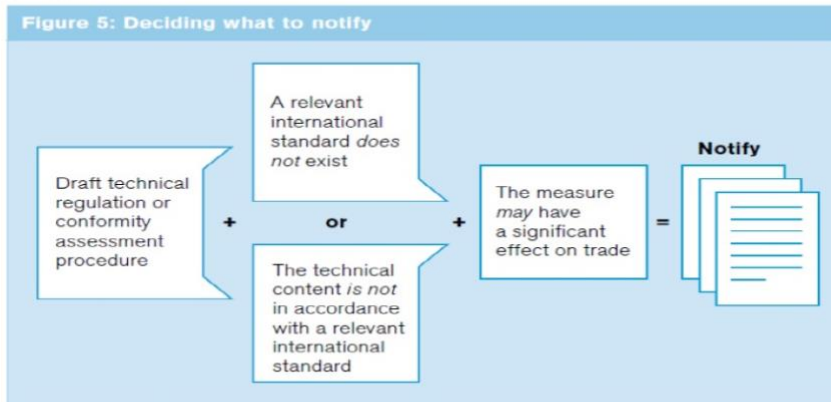 Figure 5: Deciding what to notify
Draft technical
regulation or
conformity
assessment
procedure
+
A relevant
international
standard does
not exist
or
The technical
content is not
in accordance
with a relevant
international
standard
+
The measure
may have
a significant
effect on trade
=
Notify